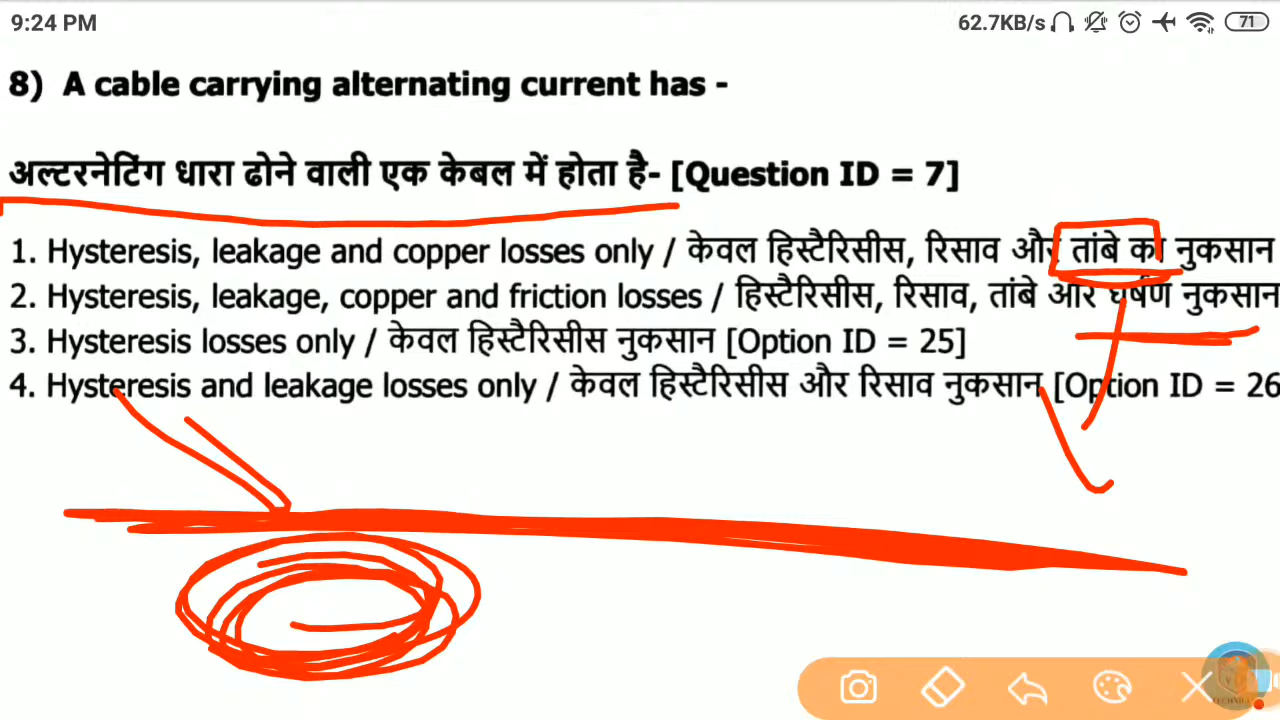 9:24 PM 62.7KB/s 71
8) A cable carrying alternating current has -
अल्टरनेटिंग धारा ढोने वाली एक केबल में होता है- [Question ID = 7]
1. Hysteresis, leakage and copper losses only / केवल हिस्टैरिसीस, रिसाव और तांबे का नुकसान
2. Hysteresis, leakage, copper and friction losses / हिस्टैरिसीस, रिसाव, तांबे और घर्षण नुकसान
3. Hysteresis losses only / केवल हिस्टैरिसीस नुकसान [Option ID = 25]
4. Hysteresis and leakage losses only / केवल हिस्टैरिसीस और रिसाव नुकसान [Option ID = 26